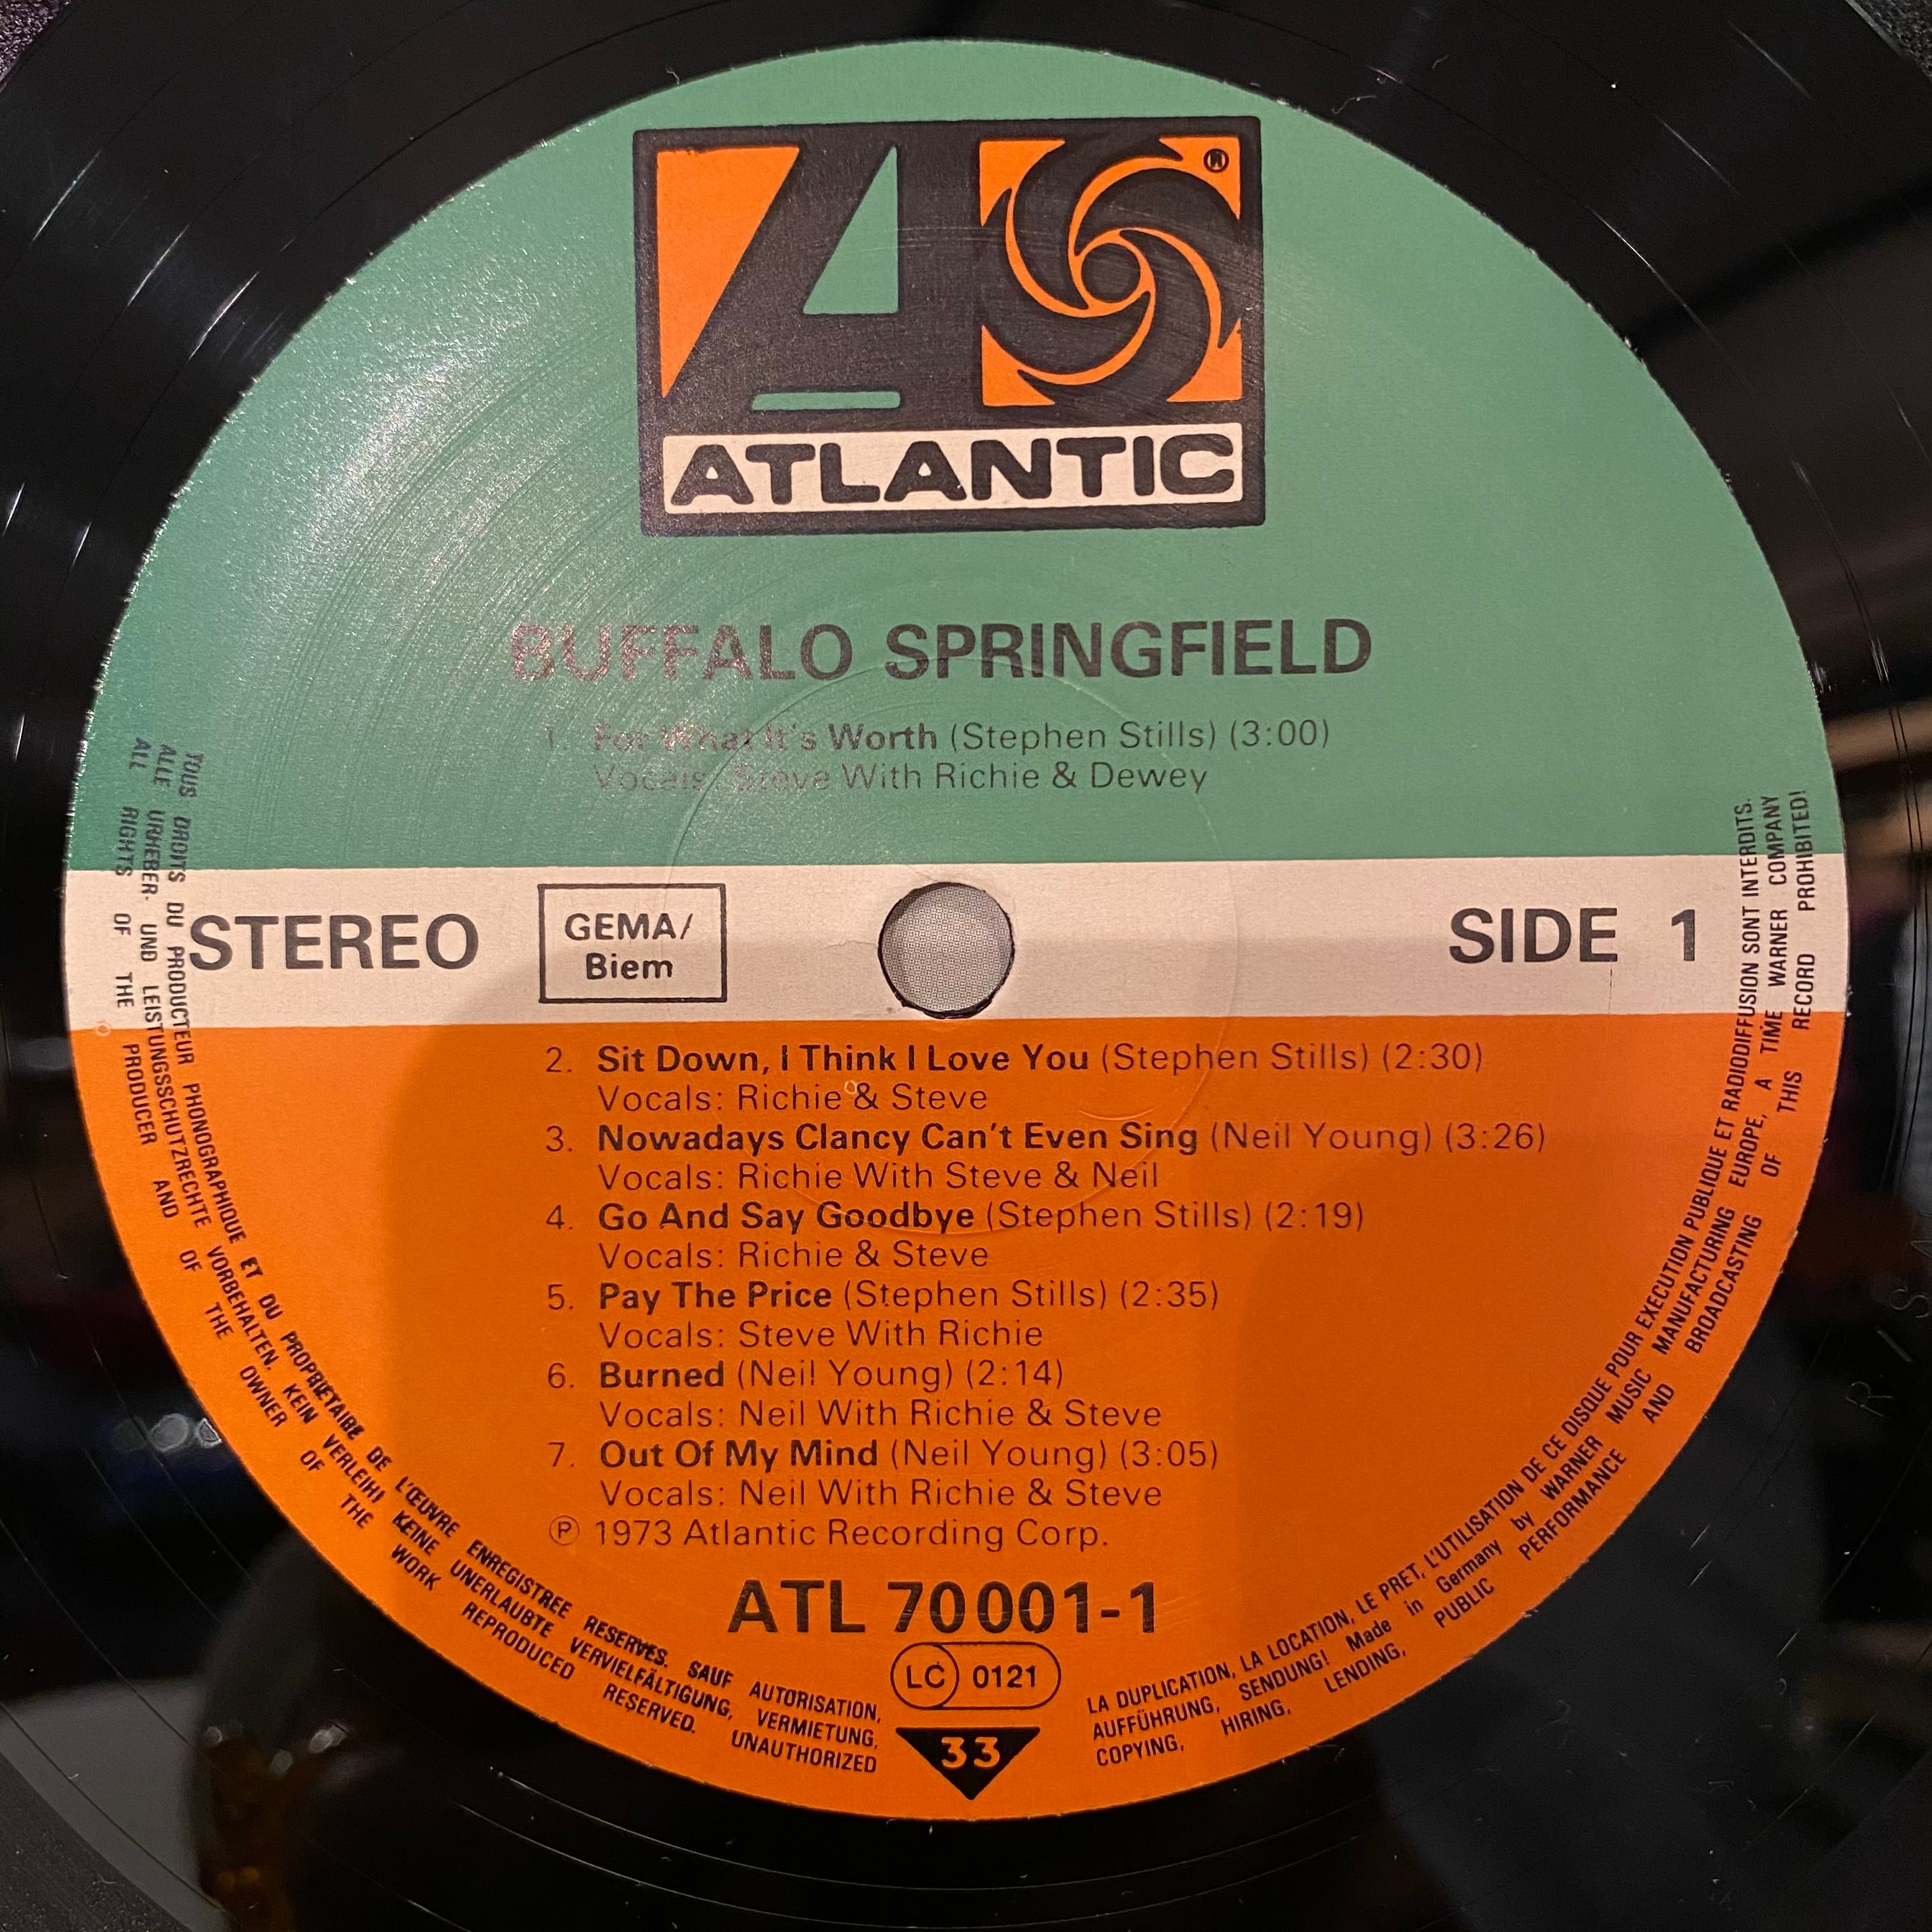 ®
ATLANTIC
BUFFALO SPRINGFIELD
1. For What It's Worth (Stephen Stills) (3:00)
Vocals: Steve With Richie & Dewey
STEREO
GEMA/
Biem
SIDE 1
2. Sit Down, I Think I Love You (Stephen Stills) (2:30)
Vocals: Richie & Steve
3. Nowadays Clancy Can't Even Sing (Neil Young) (3:26)
Vocals: Richie With Steve & Neil
4. Go And Say Goodbye (Stephen Stills) (2:19)
Vocals: Richie & Steve
5. Pay The Price (Stephen Stills) (2:35)
Vocals: Steve With Richie
6. Burned (Neil Young) (2:14)
Vocals: Neil With Richie & Steve
7. Out Of My Mind (Neil Young) (3:05)
Vocals: Neil With Richie & Steve
℗ 1973 Atlantic Recording Corp.
ATL 70001-1
LC 0121
33
TOUS DROITS DU PRODUCTEUR PHONOGRAPHIQUE ET DU PROPRIETAIRE DE L'ŒUVRE ENREGISTREE RESERVES. SAUF AUTORISATION, LA DUPLICATION, LA LOCATION, LE PRET, L'UTILISATION DE CE DISQUE POUR EXECUTION PUBLIQUE ET RADIODIFFUSION SONT INTERDITS.
ALLE URHEBER- UND LEISTUNGSSCHUTZRECHTE VORBEHALTEN. KEIN VERLEIH! KEINE UNERLAUBTE VERVIELFÄLTIGUNG, VERMIETUNG, AUFFÜHRUNG, SENDUNG! Made in Germany by WARNER MUSIC MANUFACTURING EUROPE, A TIME WARNER COMPANY
ALL RIGHTS OF THE PRODUCER AND OF THE OWNER OF THE WORK REPRODUCED RESERVED. UNAUTHORIZED COPYING, HIRING, LENDING, PUBLIC PERFORMANCE AND BROADCASTING OF THIS RECORD PROHIBITED!